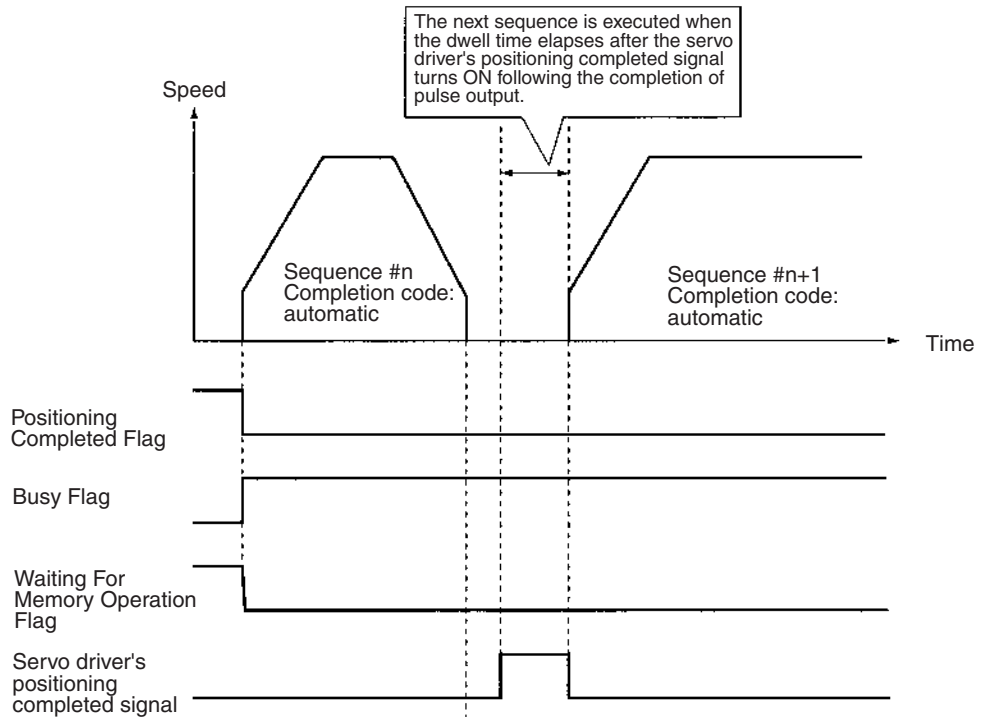 The next sequence is executed when
the dwell time elapses after the servo
driver's positioning completed signal
turns ON following the completion of
pulse output.
Speed
Sequence #n
Completion code:
automatic
Sequence #n+1
Completion code:
automatic
Time
Positioning
Completed Flag
Busy Flag
Waiting For
Memory Operation
Flag
Servo driver's
positioning
completed signal